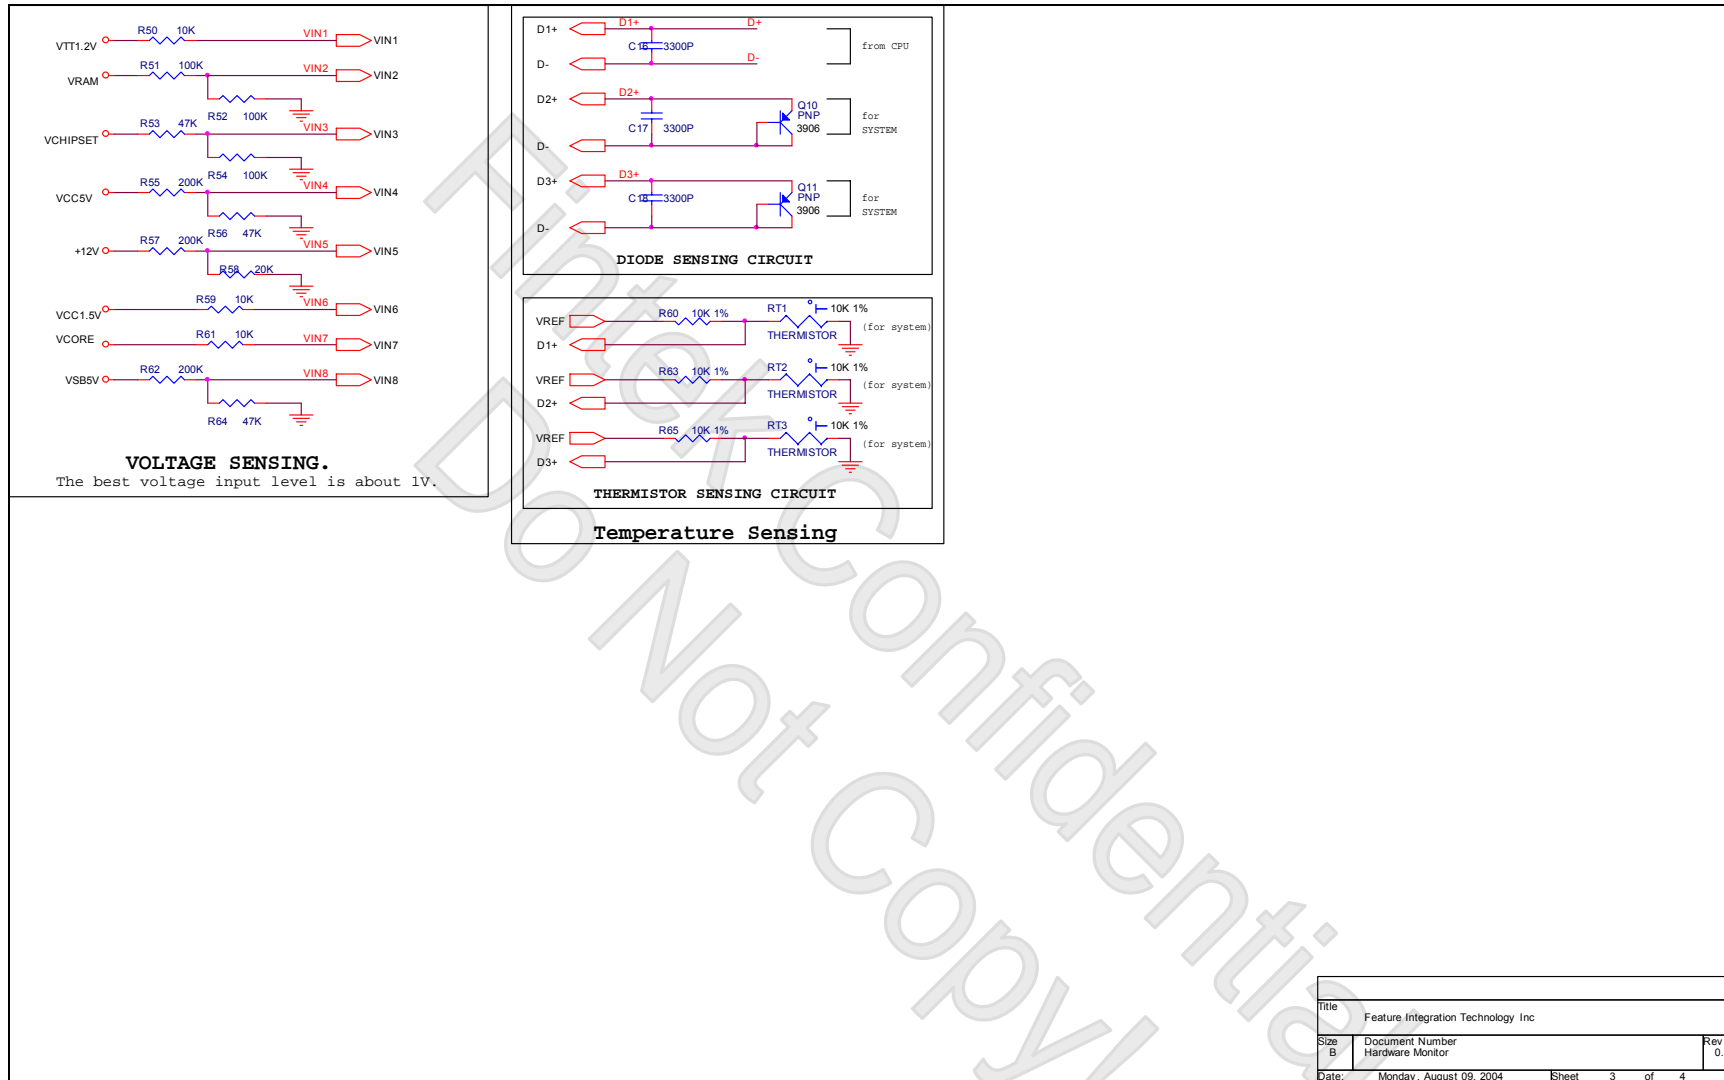 R50 10K
VTT1.2V VIN1 VIN1
R51 100K
VRAM VIN2 VIN2
R52 100K
R53 47K
VCHIPSET VIN3 VIN3
R54 100K
R55 200K
VCC5V VIN4 VIN4
R56 47K
R57 200K
+12V VIN5 VIN5
R58 20K
R59 10K
VCC1.5V VIN6 VIN6
R61 10K
VCORE VIN7 VIN7
R62 200K
VSB5V VIN8 VIN8
R64 47K
VOLTAGE SENSING.
The best voltage input level is about 1V.
D1+ D1+ D+
C16 3300P from CPU
D- D-
D2+ D2+
Q10
PNP
3906
for
SYSTEM
C17 3300P
D-
D3+ D3+
Q11
PNP
3906
for
SYSTEM
C18 3300P
D-
DIODE SENSING CIRCUIT
VREF R60 10K 1% RT1 10K 1%
THERMISTOR (for system)
D1+
VREF R63 10K 1% RT2 10K 1%
THERMISTOR (for system)
D2+
VREF R65 10K 1% RT3 10K 1%
THERMISTOR (for system)
D3+
THERMISTOR SENSING CIRCUIT
Temperature Sensing
Fintek Confidential
Do Not Copy
Title
Feature Integration Technology Inc
Size Document Number Rev
B Hardware Monitor 0.
Date: Monday, August 09, 2004 Sheet 3 of 4